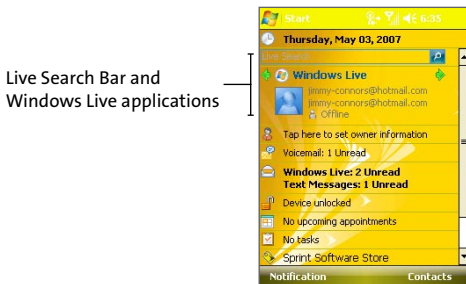 Live Search Bar and
Windows Live applications
Start 6:35
Thursday, May 03, 2007
Live Search
Windows Live
jimmy-connors@hotmail.com
jimmy-connors@hotmail.com
Offline
Tap here to set owner information
Voicemail: 1 Unread
Windows Live: 2 Unread
Text Messages: 1 Unread
Device unlocked
No upcoming appointments
No tasks
Sprint Software Store
Notification Contacts